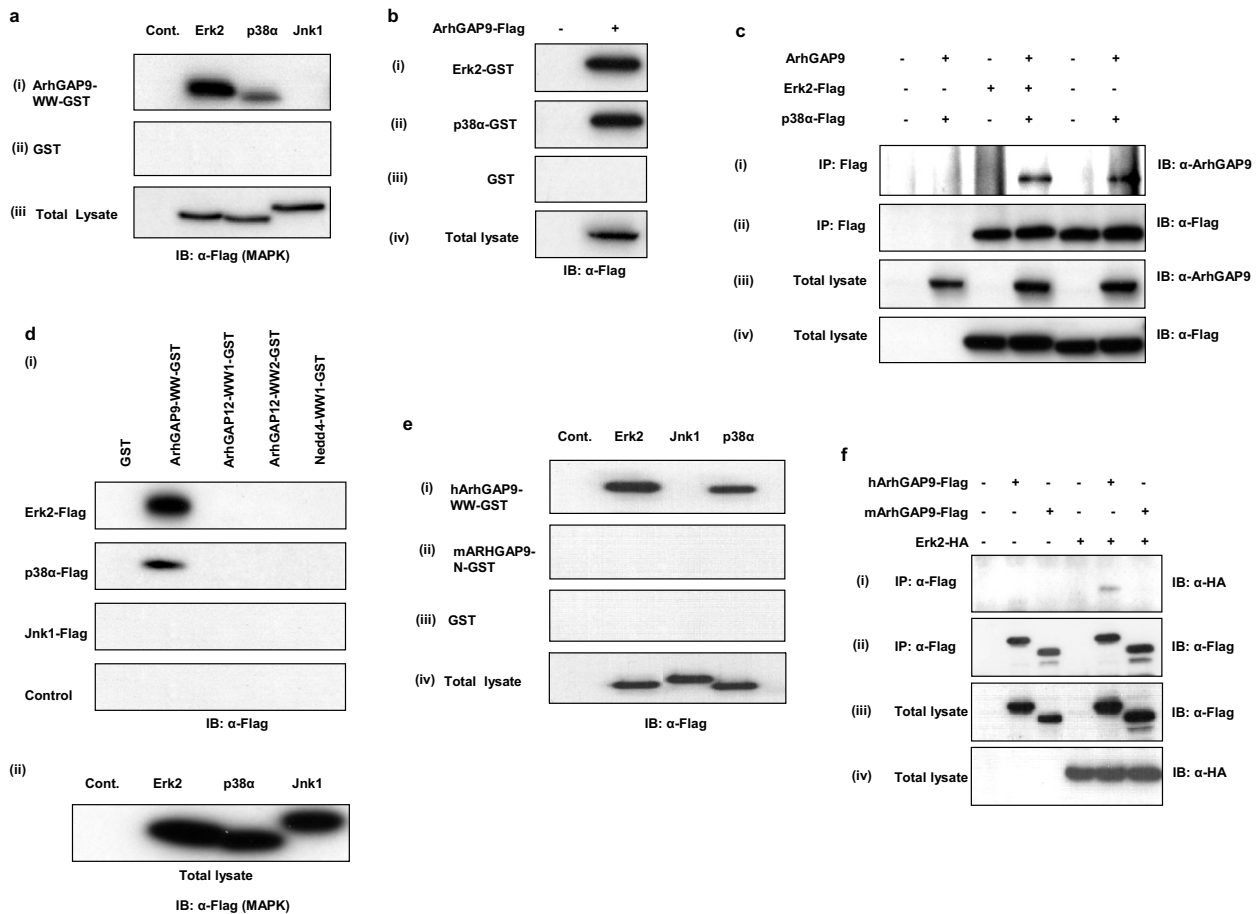 a
Cont. Erk2 p38α Jnk1
(i) ArhGAP9-
WW-GST
(ii) GST
(iii Total Lysate
IB: α-Flag (MAPK)
b
ArhGAP9-Flag - +
(i) Erk2-GST
(ii) p38α-GST
(iii) GST
(iv) Total lysate
IB: α-Flag
c
ArhGAP9 - + - + - +
Erk2-Flag - - + + - -
p38α-Flag - + - + - +
(i) IP: Flag IB: α-ArhGAP9
(ii) IP: Flag IB: α-Flag
(iii) Total lysate IB: α-ArhGAP9
(iv) Total lysate IB: α-Flag
d
(i)
GST
ArhGAP9-WW-GST
ArhGAP12-WW1-GST
ArhGAP12-WW2-GST
Nedd4-WW1-GST
Erk2-Flag
p38α-Flag
Jnk1-Flag
Control
IB: α-Flag
(ii)
Cont. Erk2 p38α Jnk1
Total lysate
IB: α-Flag (MAPK)
e
Cont. Erk2 Jnk1 p38α
(i) hArhGAP9-
WW-GST
(ii) mARHGAP9-
N-GST
(iii) GST
(iv) Total lysate
IB: α-Flag
f
hArhGAP9-Flag - + - - + -
mArhGAP9-Flag - - + - - +
Erk2-HA - - - + + +
(i) IP: α-Flag IB: α-HA
(ii) IP: α-Flag IB: α-Flag
(iii) Total lysate IB: α-Flag
(iv) Total lysate IB: α-HA